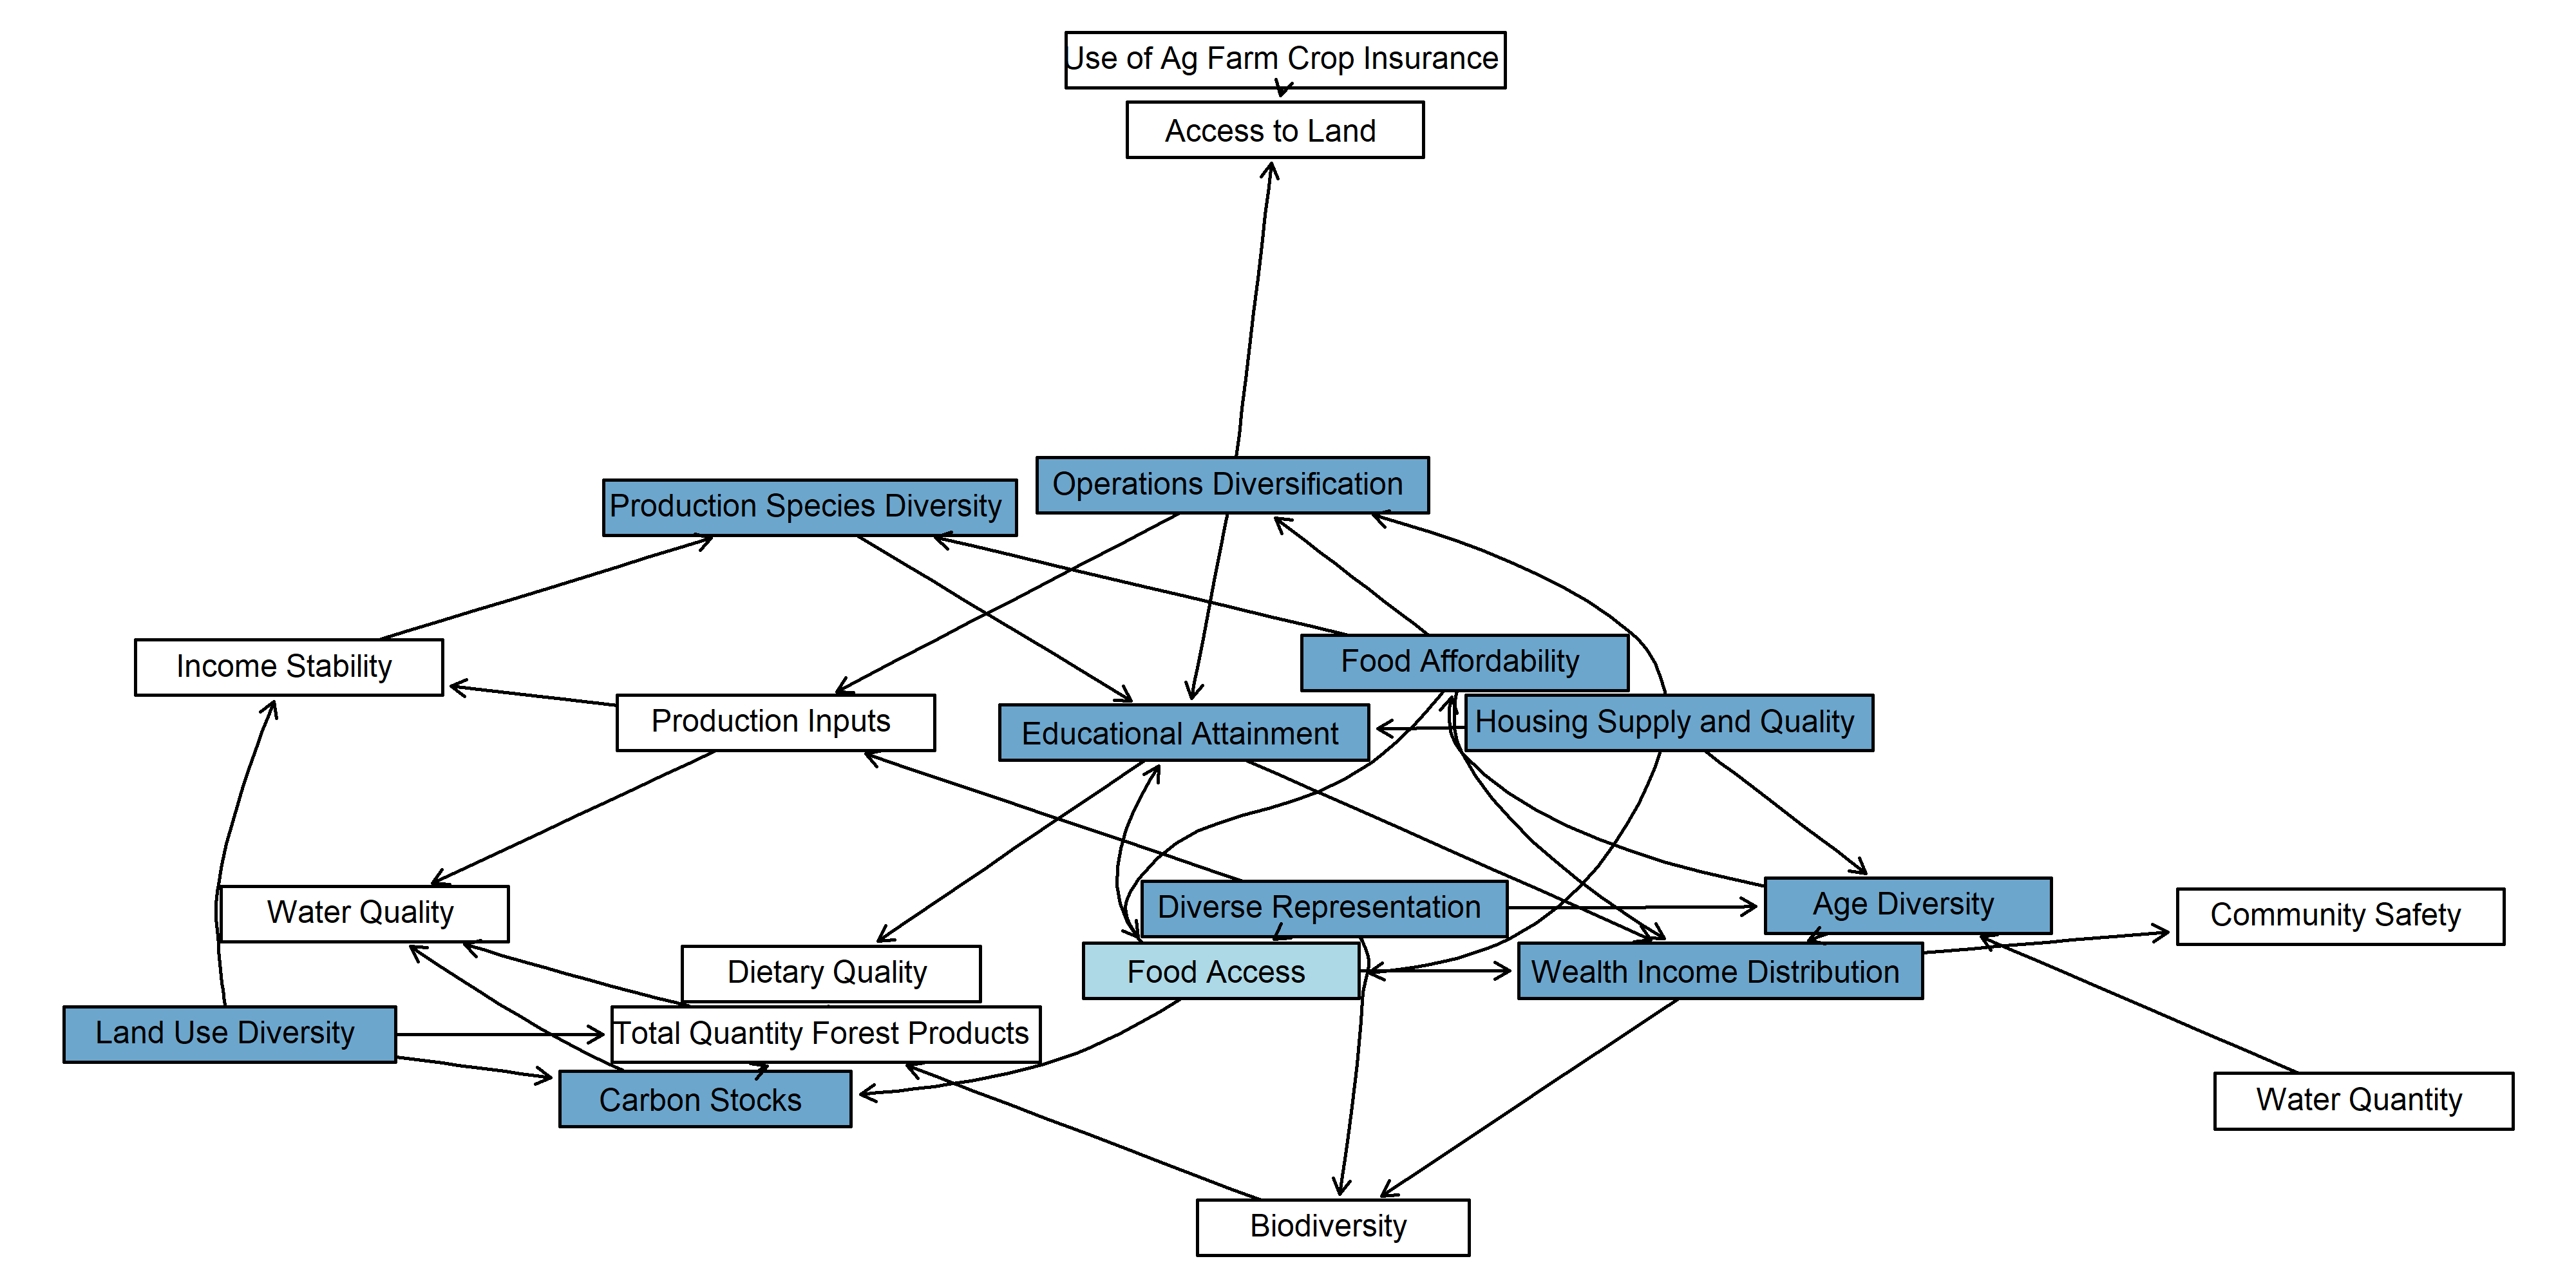 Use of Ag Farm Crop Insurance
Access to Land
Operations Diversification
Production Species Diversity
Food Affordability
Income Stability
Production Inputs
Housing Supply and Quality
Educational Attainment
Diverse Representation
Age Diversity
Water Quality
Community Safety
Dietary Quality
Food Access
Wealth Income Distribution
Land Use Diversity
Total Quantity Forest Products
Carbon Stocks
Water Quantity
Biodiversity